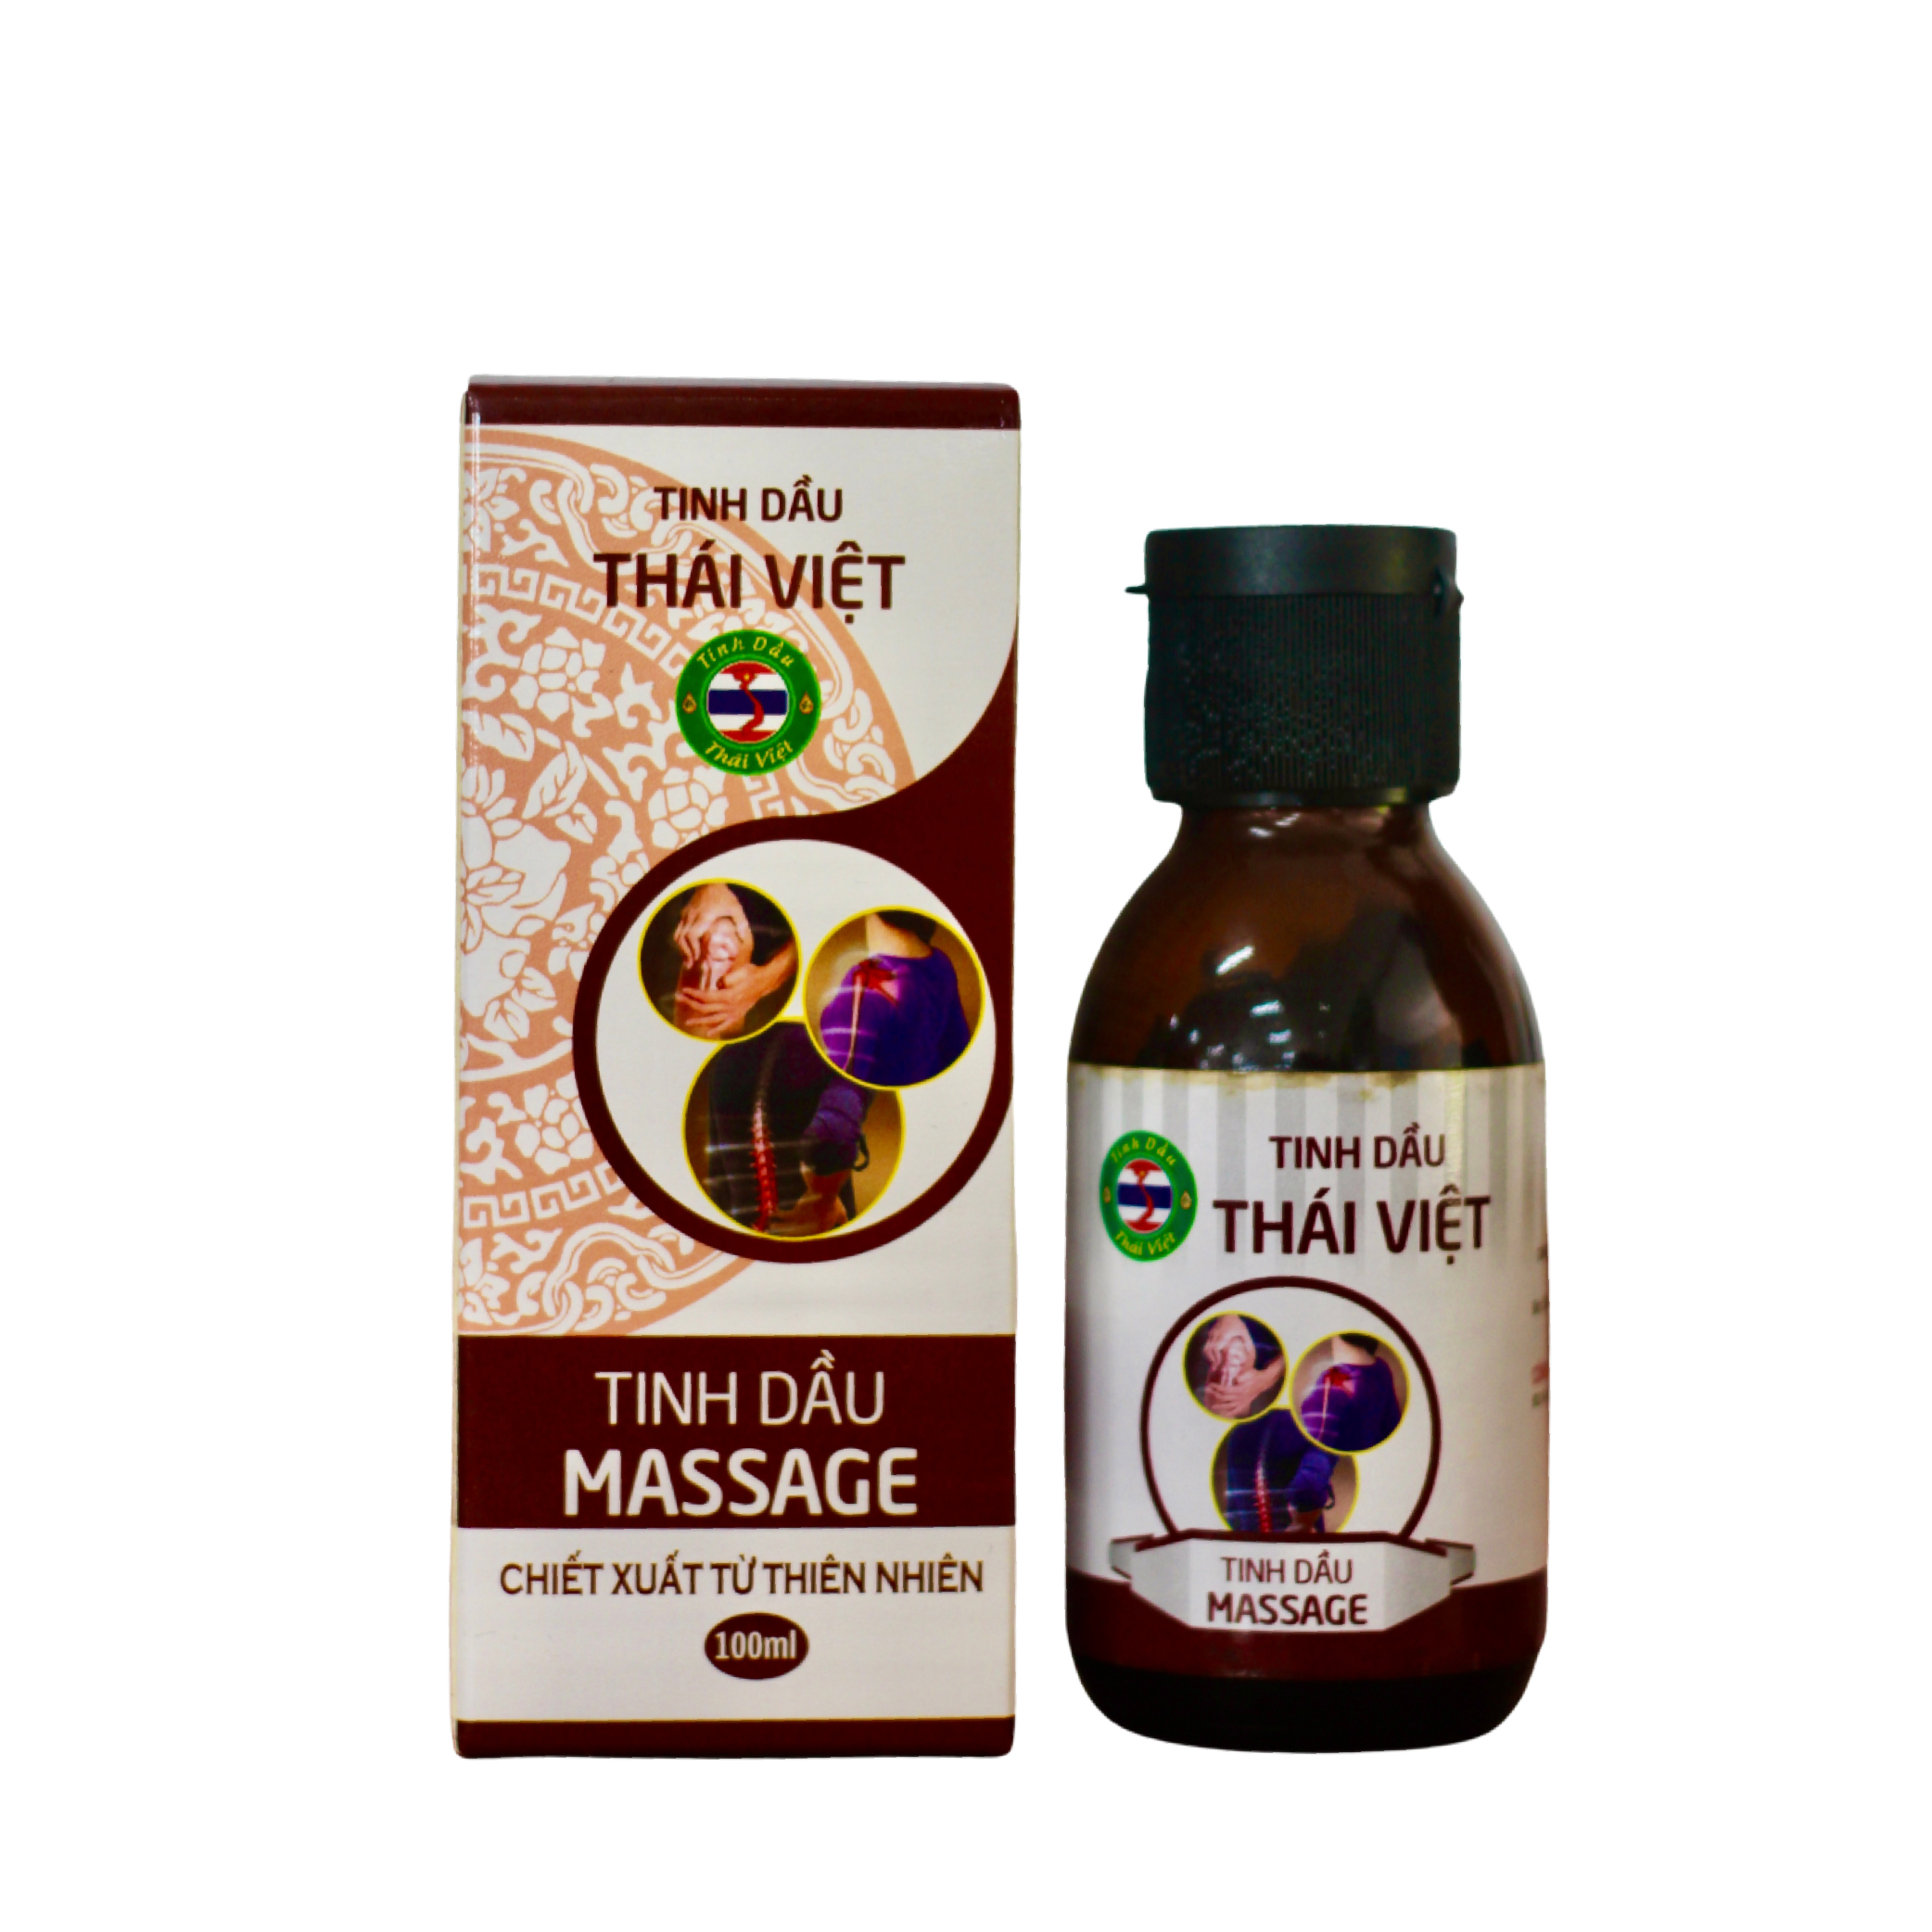 TINH DẦU
THÁI VIỆT
Tinh Dầu
Thái Việt
TINH DẦU
MASSAGE
CHIẾT XUẤT TỪ THIÊN NHIÊN
100ml
Tinh Dầu
Thái Việt
TINH DẦU
THÁI VIỆT
TINH DẦU
MASSAGE